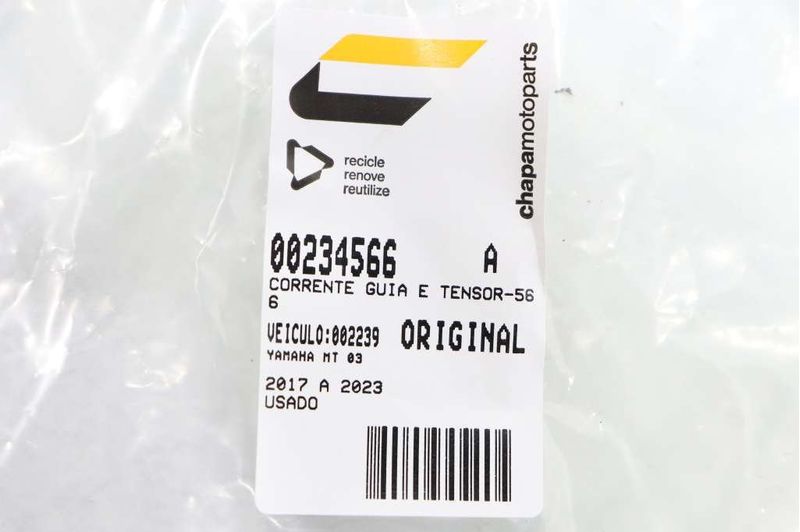 chapamotoparts
recicle
renove
reutilize
00234566 A
CORRENTE GUIA E TENSOR-56
6
VEICULO:002239 ORIGINAL
YAMAHA MT 03
2017 A 2023
USADO